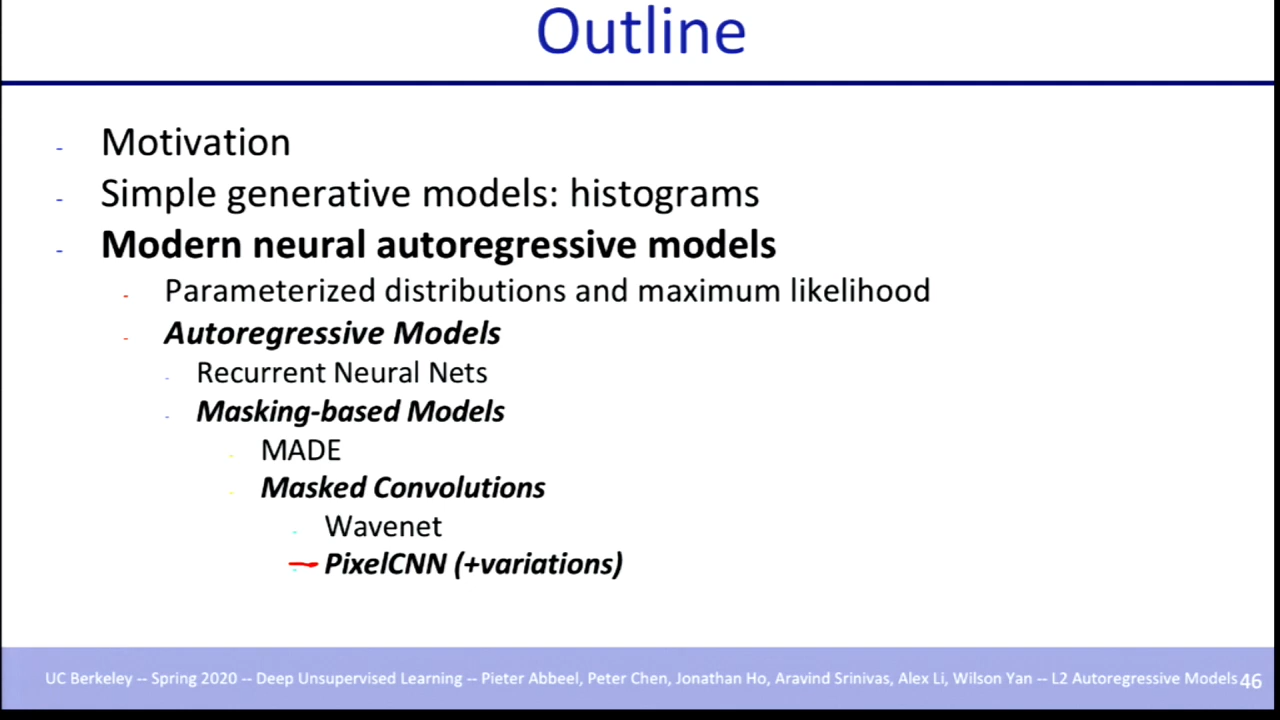 Outline
- Motivation
- Simple generative models: histograms
- Modern neural autoregressive models
- Parameterized distributions and maximum likelihood
- Autoregressive Models
- Recurrent Neural Nets
- Masking-based Models
- MADE
- Masked Convolutions
- Wavenet
- PixelCNN (+variations)
UC Berkeley -- Spring 2020 -- Deep Unsupervised Learning -- Pieter Abbeel, Peter Chen, Jonathan Ho, Aravind Srinivas, Alex Li, Wilson Yan -- L2 Autoregressive Models 46